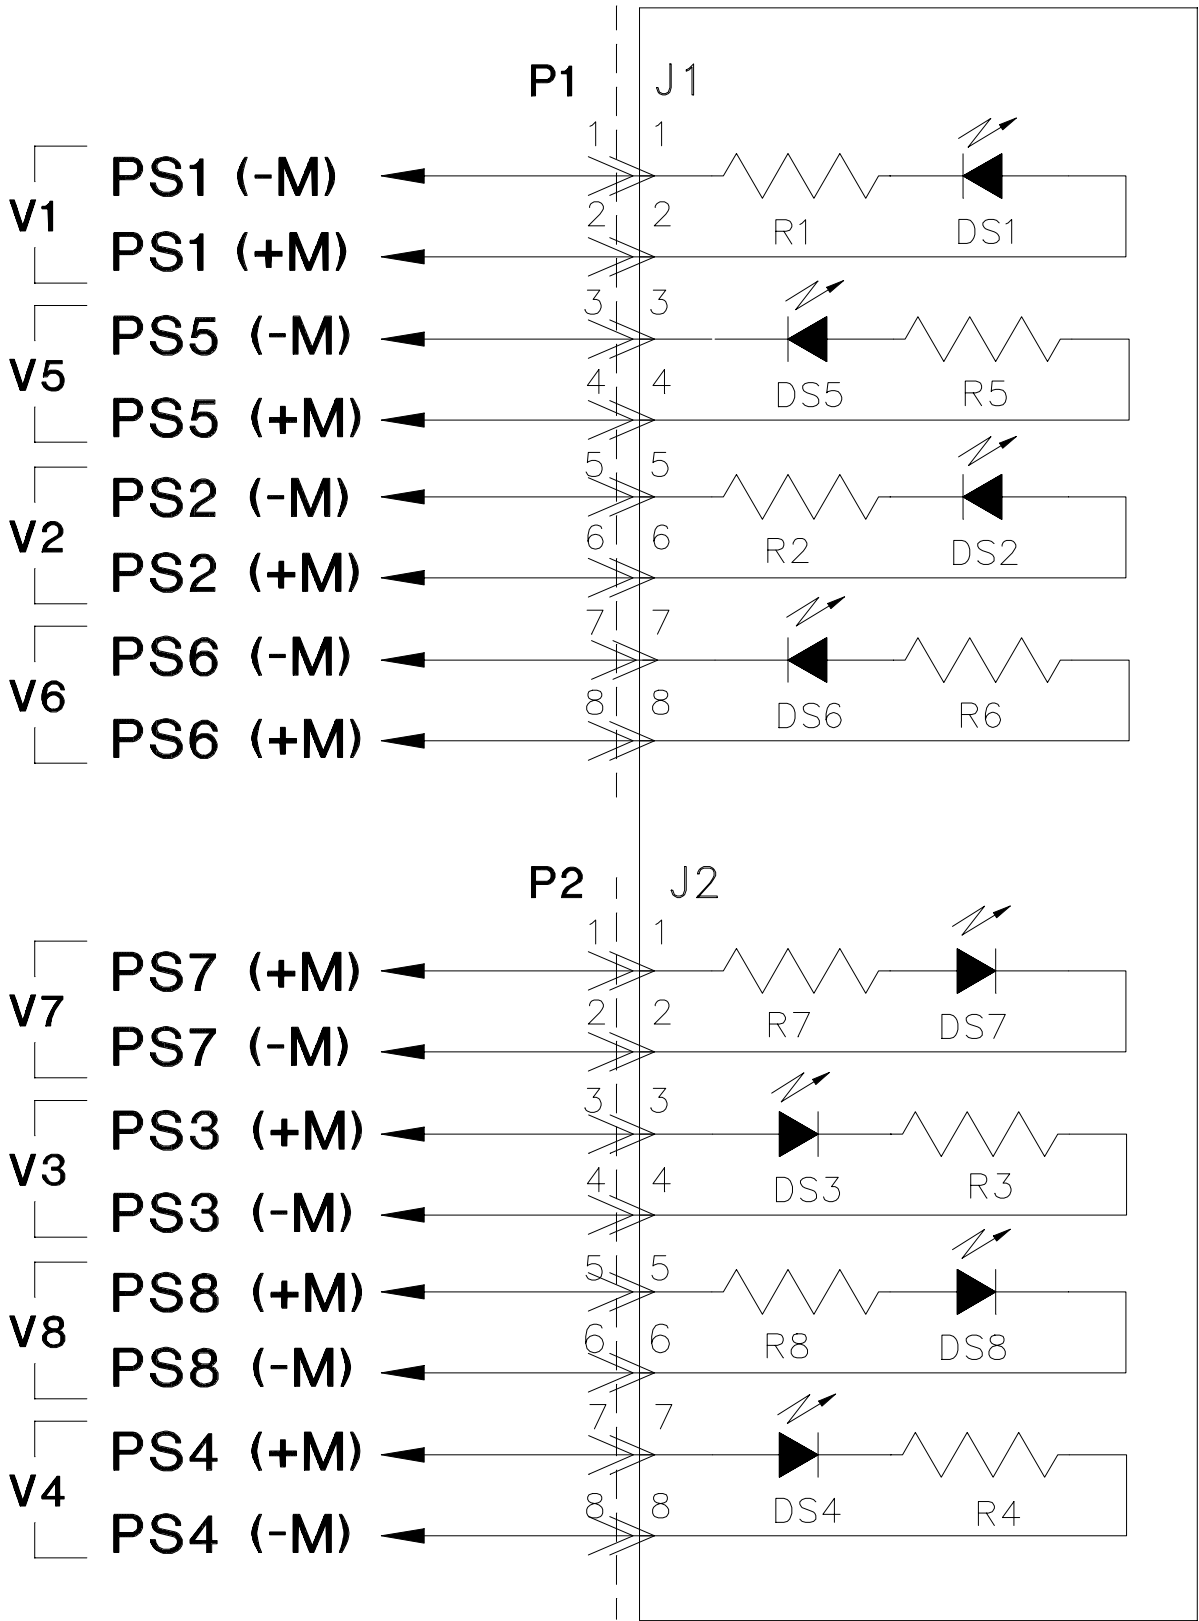 P1 J1
1 1
PS1 (-M)
V1
2 2
R1 DS1
PS1 (+M)
3 3
PS5 (-M)
V5
4 4
DS5 R5
PS5 (+M)
5 5
PS2 (-M)
V2
6 6
R2 DS2
PS2 (+M)
7 7
PS6 (-M)
V6
8 8
DS6 R6
PS6 (+M)
P2 J2
1 1
PS7 (+M)
V7
2 2
R7 DS7
PS7 (-M)
3 3
PS3 (+M)
V3
4 4
DS3 R3
PS3 (-M)
5 5
PS8 (+M)
V8
6 6
R8 DS8
PS8 (-M)
7 7
PS4 (+M)
V4
8 8
DS4 R4
PS4 (-M)